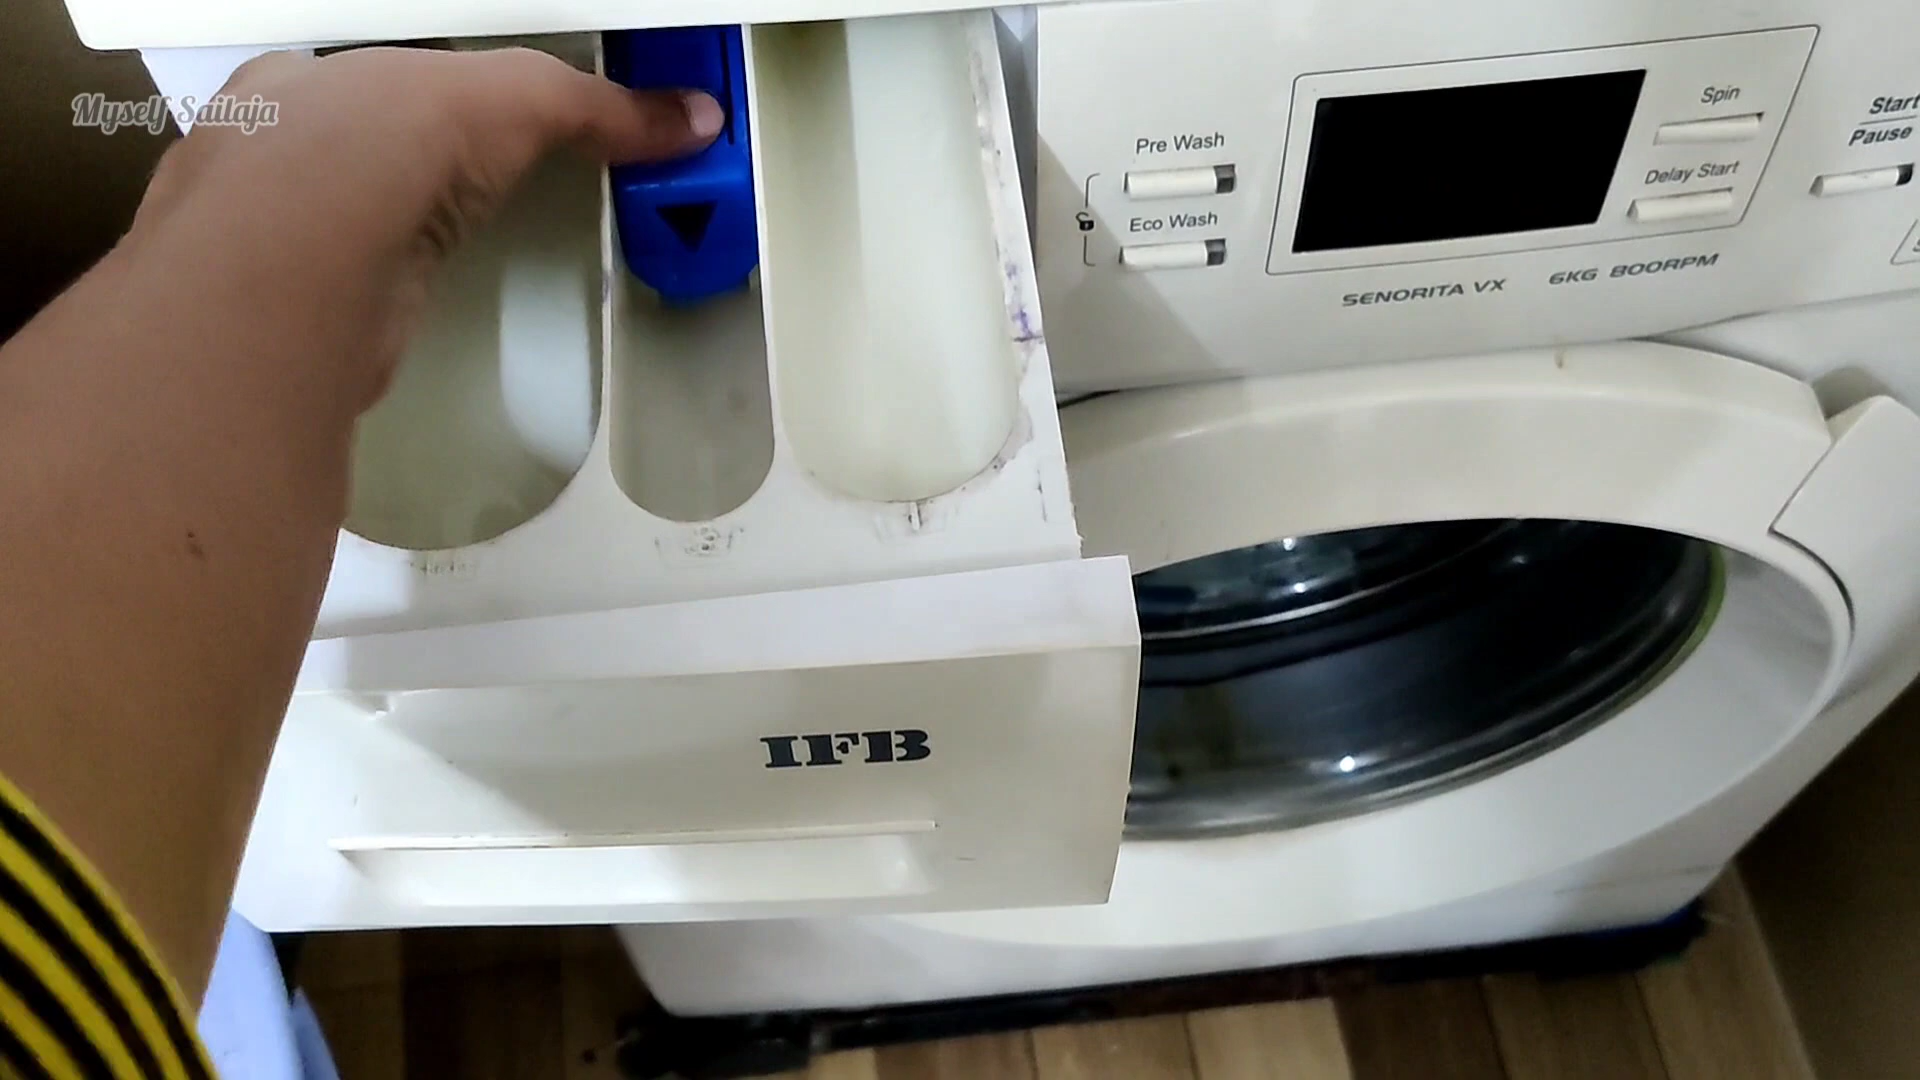 Myself Sailaja
Pre Wash
Eco Wash
Spin
Delay Start
Start
Pause
SENORITA VX 6KG 800RPM
IFB